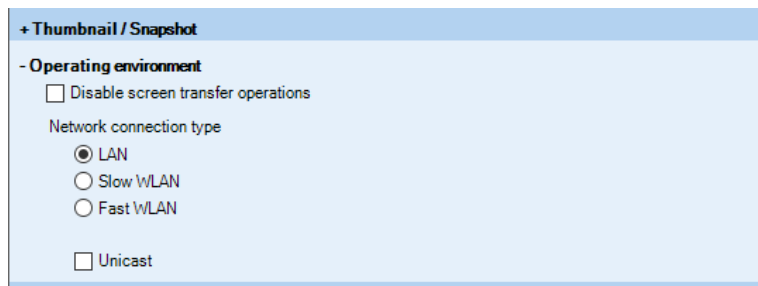 + Thumbnail / Snapshot
- Operating environment
Disable screen transfer operations
Network connection type
LAN
Slow WLAN
Fast WLAN
Unicast